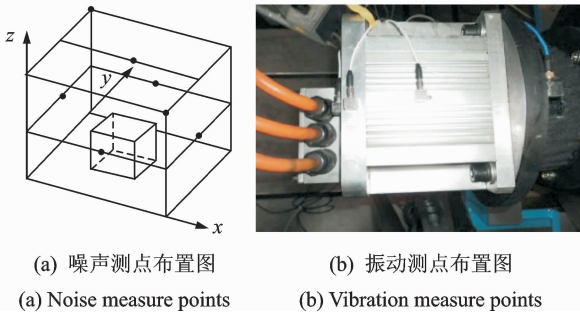 z
y
x
(a) 噪声测点布置图
(b) 振动测点布置图
(a) Noise measure points
(b) Vibration measure points